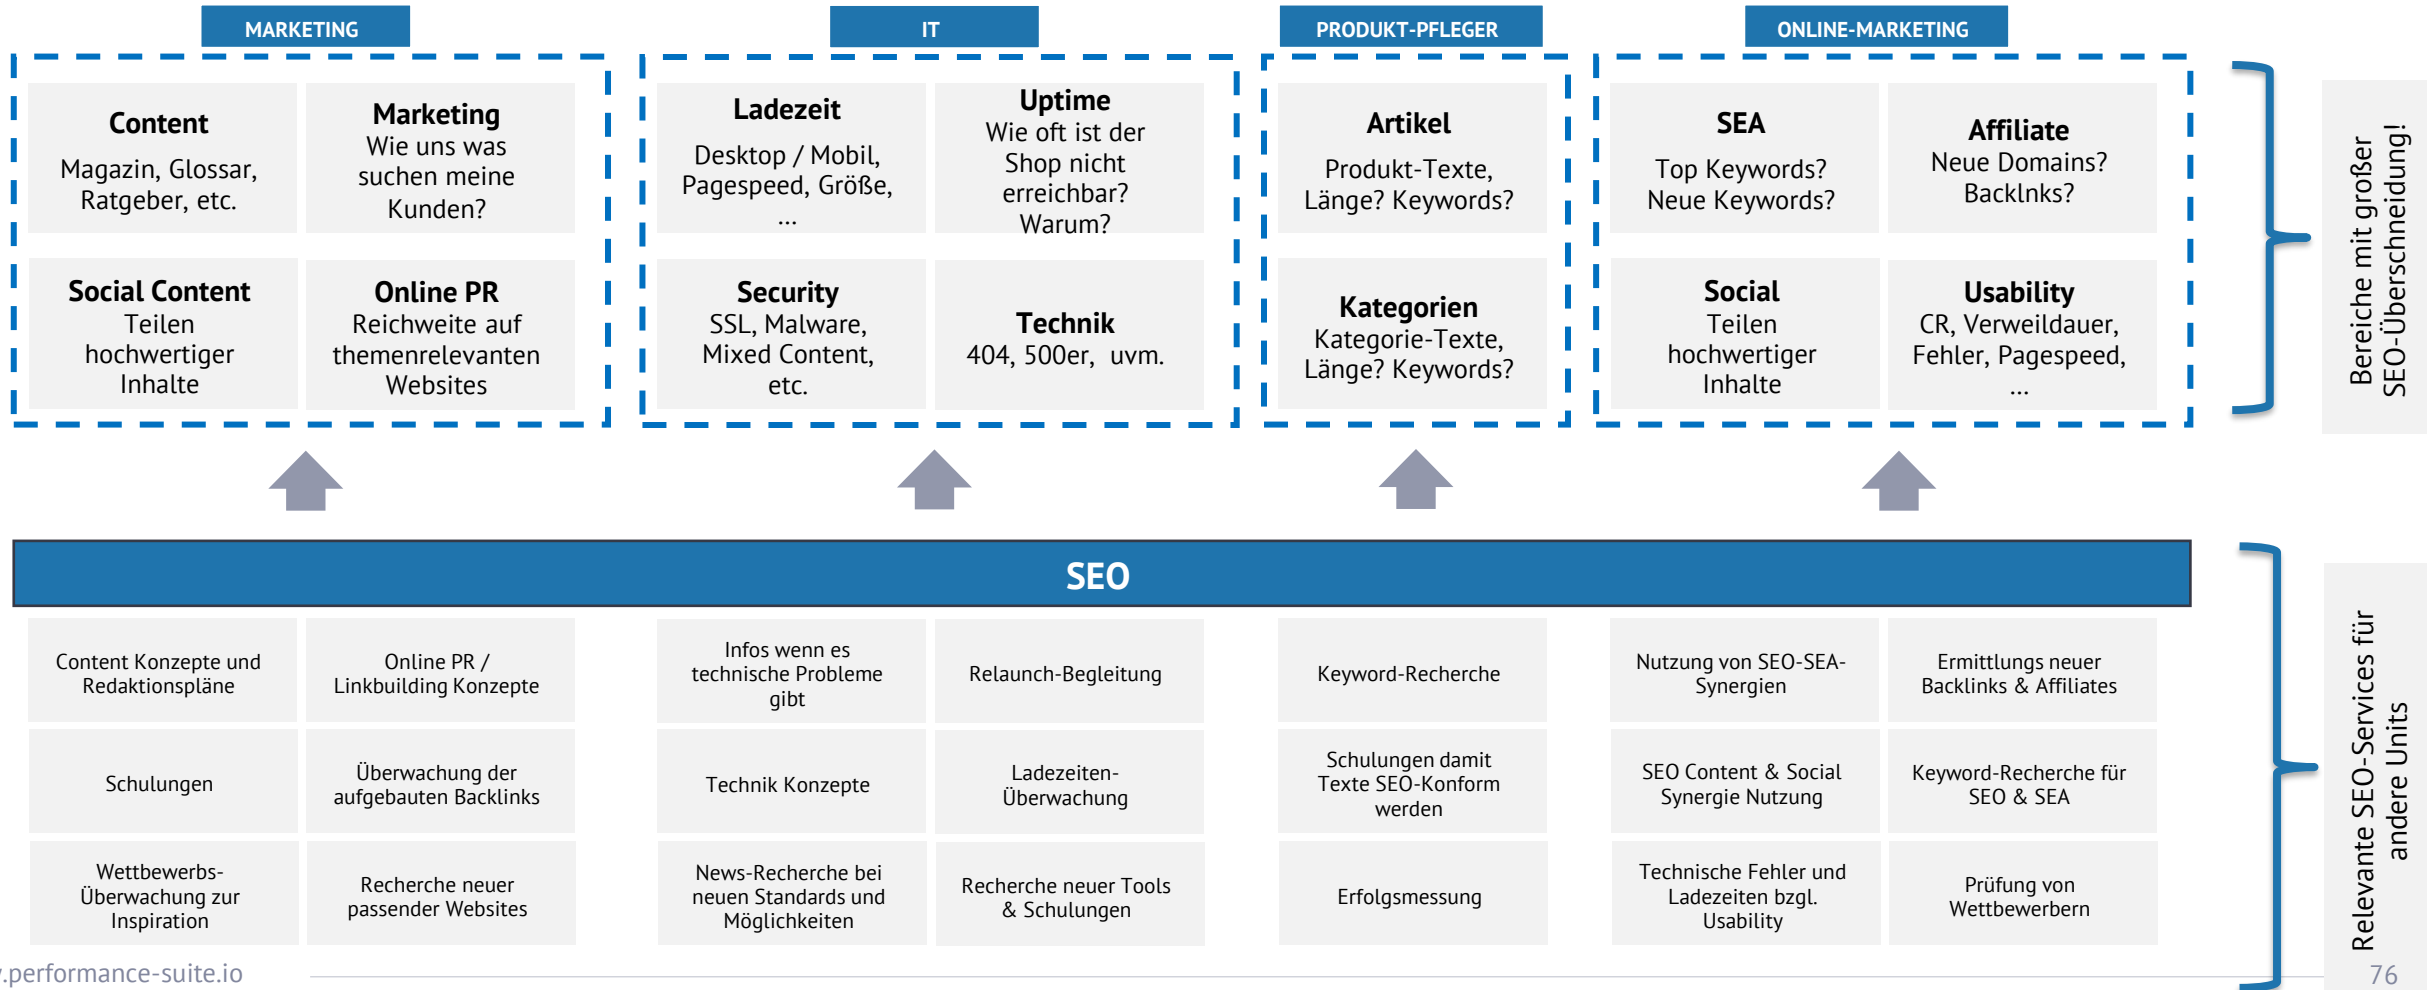 MARKETING
Content
Magazin, Glossar,
Ratgeber, etc.
Marketing
Wie uns was
suchen meine
Kunden?
Social Content
Teilen
hochwertiger
Inhalte
Online PR
Reichweite auf
themenrelevanten
Websites
IT
Ladezeit
Desktop / Mobil,
Pagespeed, Größe,
...
Uptime
Wie oft ist der
Shop nicht
erreichbar?
Warum?
Security
SSL, Malware,
Mixed Content,
etc.
Technik
404, 500er, uvm.
PRODUKT-PFLEGER
Artikel
Produkt-Texte,
Länge? Keywords?
Kategorien
Kategorie-Texte,
Länge? Keywords?
ONLINE-MARKETING
SEA
Top Keywords?
Neue Keywords?
Affiliate
Neue Domains?
Backlnks?
Social
Teilen
hochwertiger
Inhalte
Usability
CR, Verweildauer,
Fehler, Pagespeed,
...
Bereiche mit großer
SEO-Überschneidung!
SEO
Content Konzepte und
Redaktionspläne
Online PR /
Linkbuilding Konzepte
Schulungen
Überwachung der
aufgebauten Backlinks
Wettbewerbs-
Überwachung zur
Inspiration
Recherche neuer
passender Websites
Infos wenn es
technische Probleme
gibt
Relaunch-Begleitung
Technik Konzepte
Ladezeiten-
Überwachung
News-Recherche bei
neuen Standards und
Möglichkeiten
Recherche neuer Tools
& Schulungen
Keyword-Recherche
Schulungen damit
Texte SEO-Konform
werden
Erfolgsmessung
Nutzung von SEO-SEA-
Synergien
Ermittlungs neuer
Backlinks & Affiliates
SEO Content & Social
Synergie Nutzung
Keyword-Recherche für
SEO & SEA
Technische Fehler und
Ladezeiten bzgl.
Usability
Prüfung von
Wettbewerbern
Relevante SEO-Services für
andere Units
.performance-suite.io
76